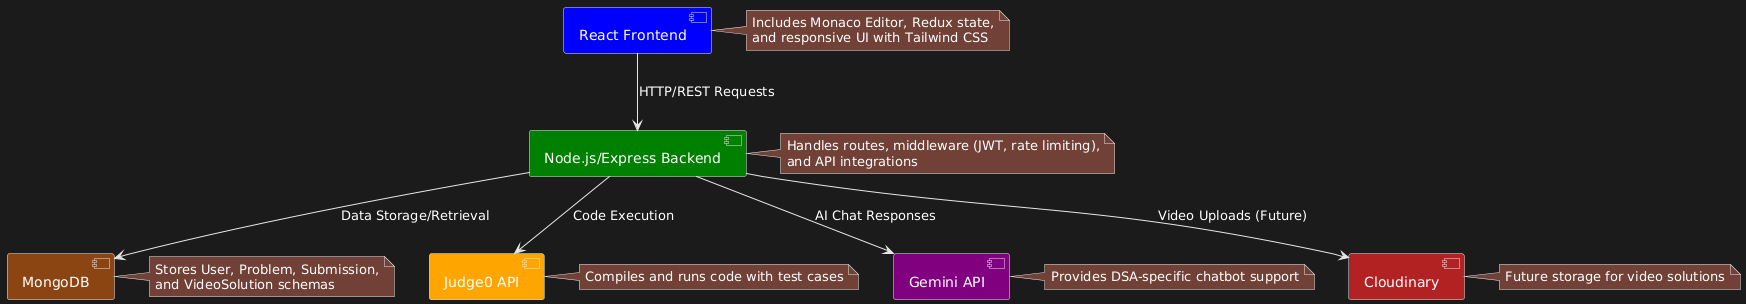 React Frontend
Includes Monaco Editor, Redux state,
and responsive UI with Tailwind CSS
HTTP/REST Requests
Node.js/Express Backend
Handles routes, middleware (JWT, rate limiting),
and API integrations
Data Storage/Retrieval
Code Execution
AI Chat Responses
Video Uploads (Future)
MongoDB
Stores User, Problem, Submission,
and VideoSolution schemas
Judge0 API
Compiles and runs code with test cases
Gemini API
Provides DSA-specific chatbot support
Cloudinary
Future storage for video solutions